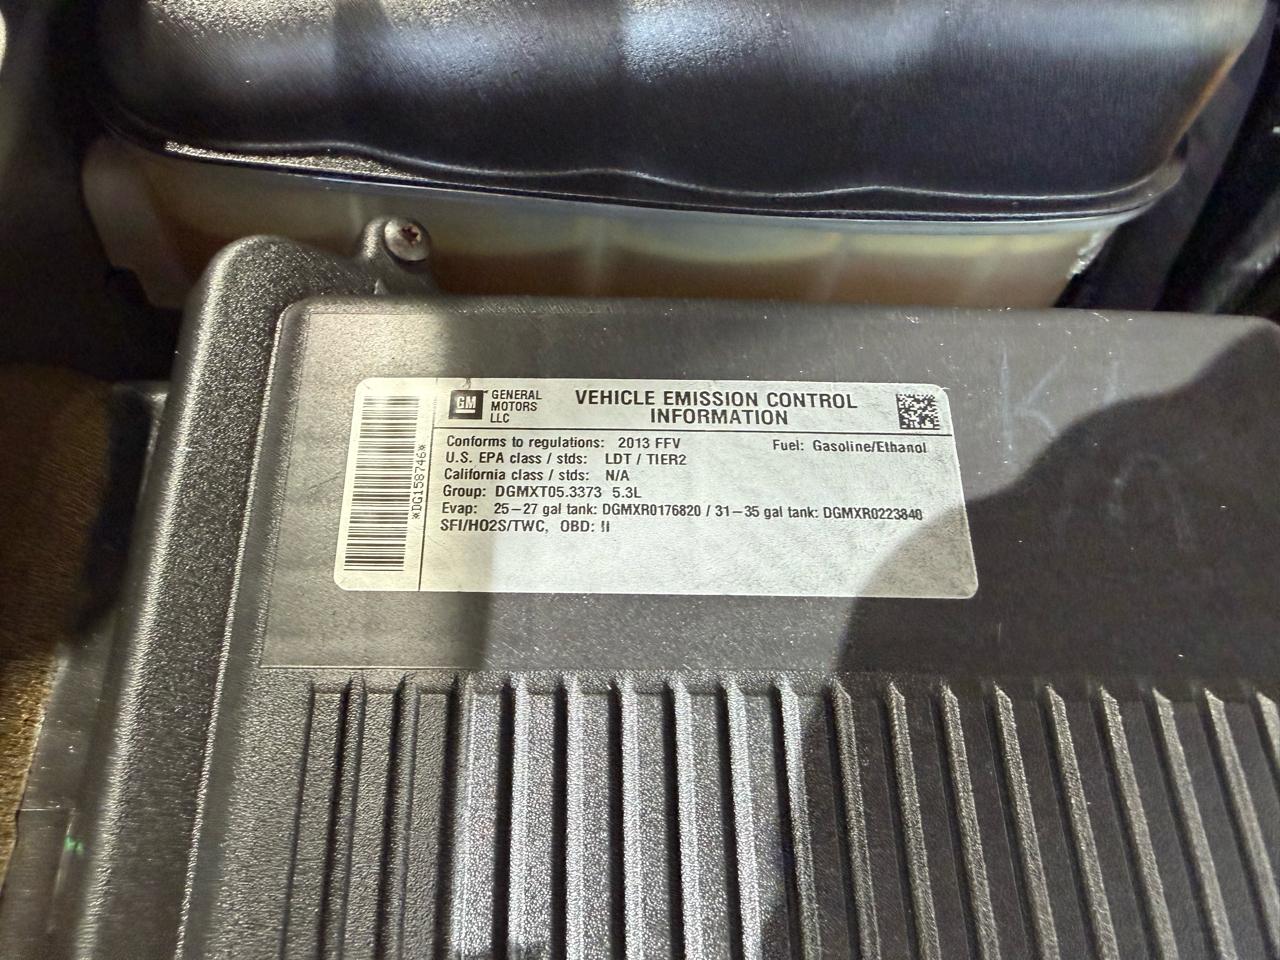 GM
GENERAL
MOTORS
LLC
VEHICLE EMISSION CONTROL
INFORMATION
Conforms to regulations: 2013 FFV Fuel: Gasoline/Ethanol
U.S. EPA class / stds: LDT / TIER2
California class / stds: N/A
Group: DGMXT05.3373 5.3L
Evap: 25-27 gal tank: DGMXR0176820 / 31-35 gal tank: DGMXR0223840
SFI/HO2S/TWC, OBD: II
*DG158746*